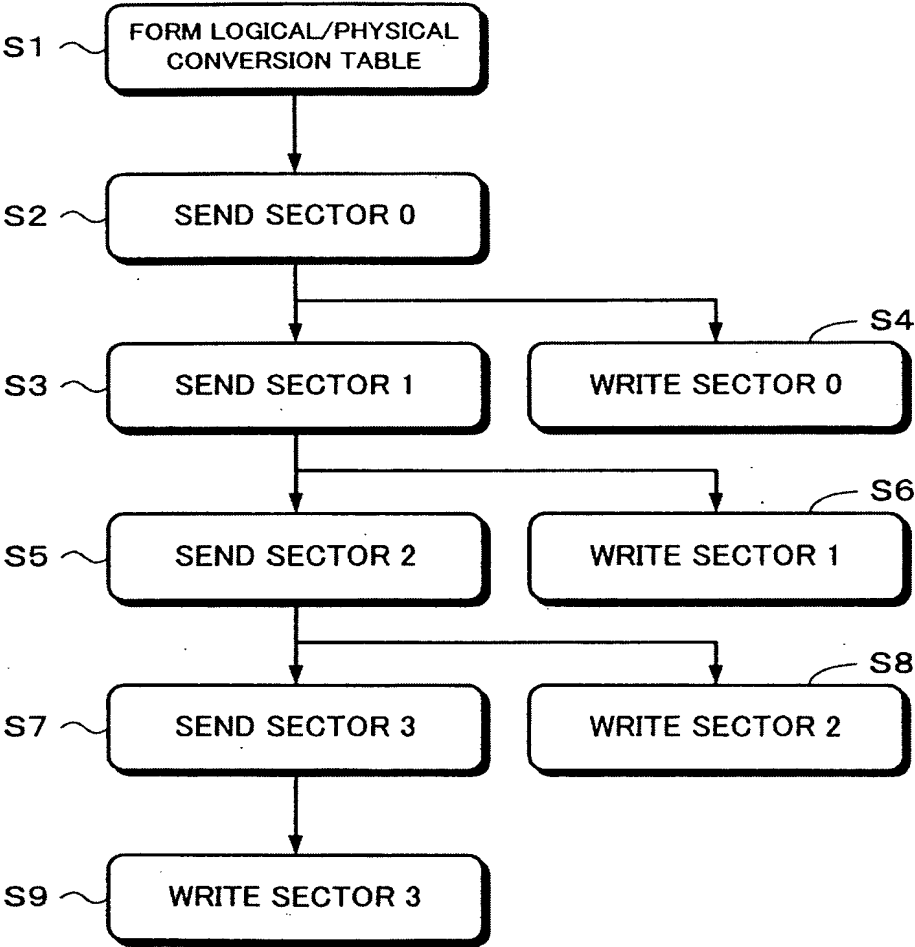 S1
FORM LOGICAL/PHYSICAL
CONVERSION TABLE
S2
SEND SECTOR 0
S4
S3
SEND SECTOR 1
WRITE SECTOR 0
S6
S5
SEND SECTOR 2
WRITE SECTOR 1
S8
S7
SEND SECTOR 3
WRITE SECTOR 2
S9
WRITE SECTOR 3